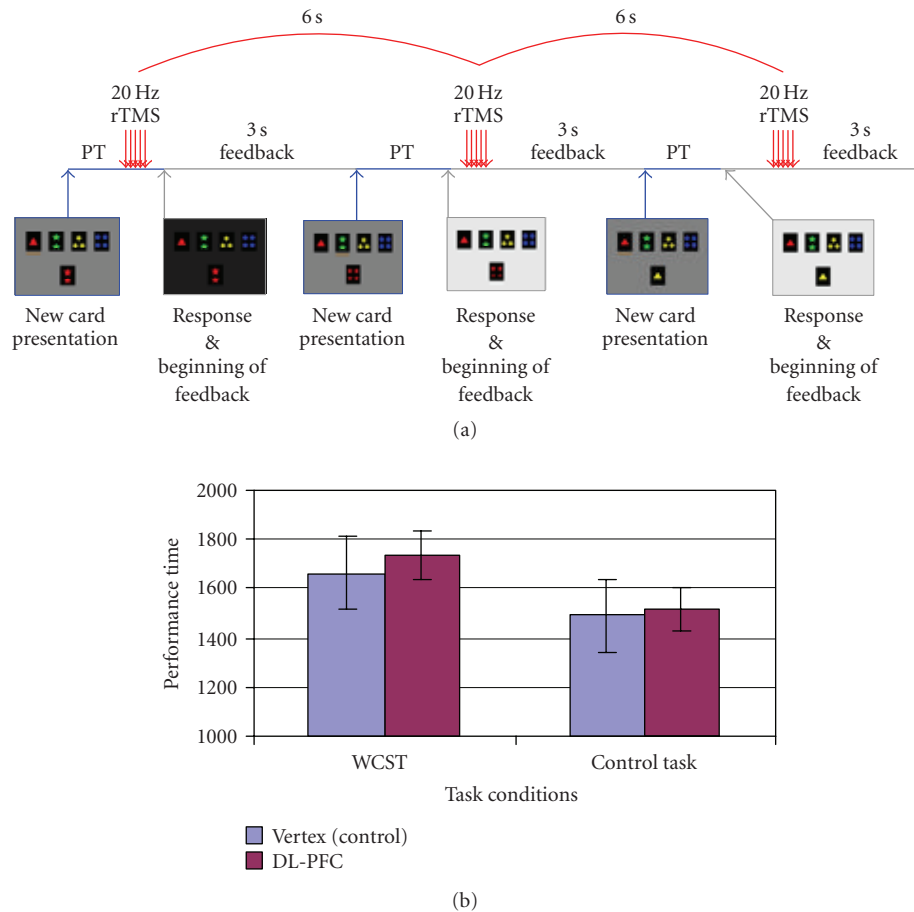 6 s 6 s
20 Hz 20 Hz 20 Hz
rTMS rTMS rTMS
PT 3 s PT 3 s PT 3 s
feedback feedback feedback
New card Response New card Response New card Response
presentation & presentation & presentation &
beginning of beginning of beginning of
feedback feedback feedback
(a)
2000
1800
1600
1400
1200
1000
Performance time
WCST Control task
Task conditions
Vertex (control)
DL-PFC
(b)